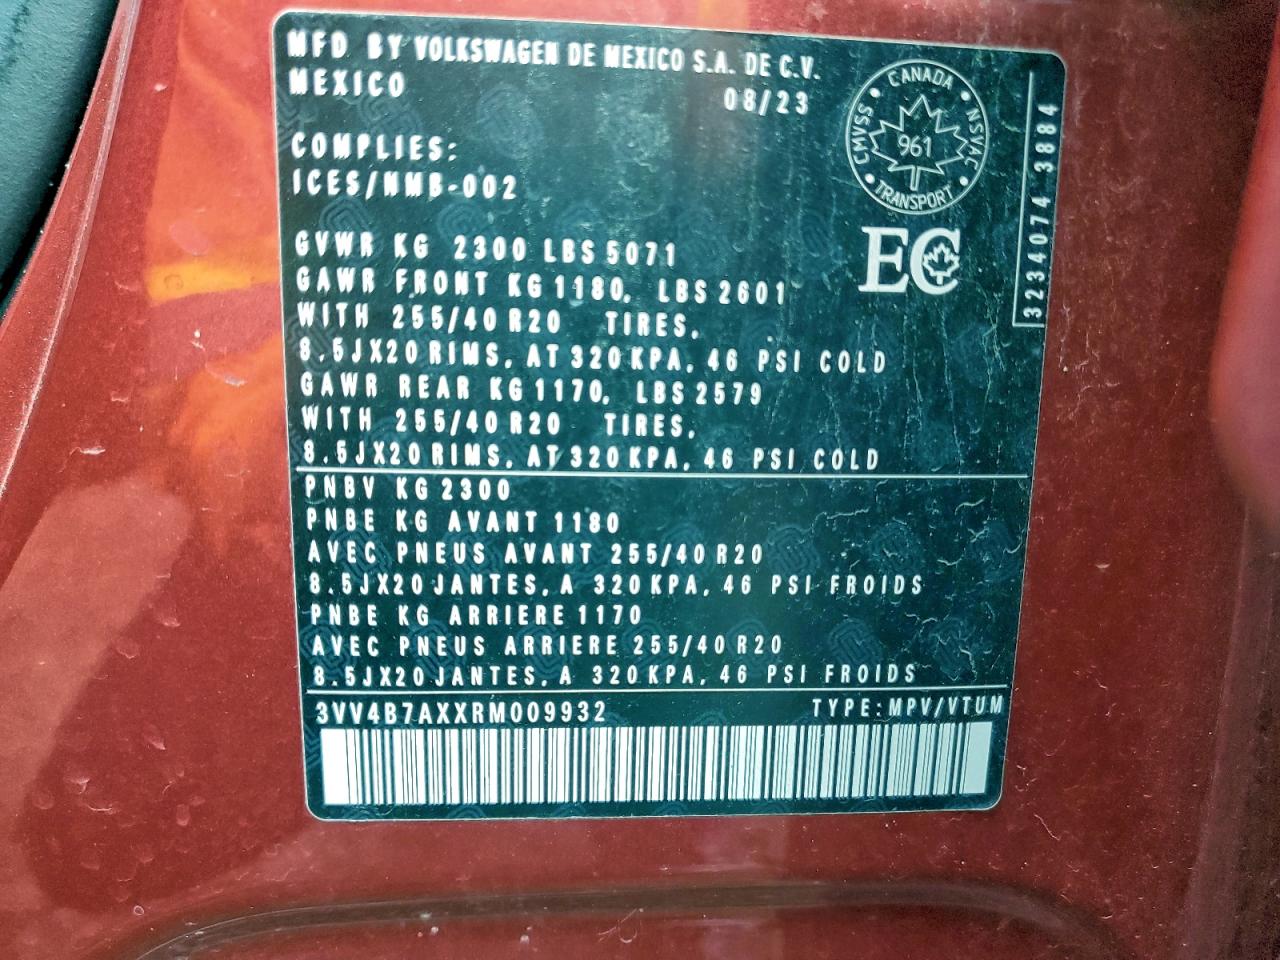 MFD BY VOLKSWAGEN DE MEXICO S.A. DE C.V.
MEXICO 08/23
CANADA
CMVSS
NSVAC
961
TRANSPORT
3234074 3884
COMPLIES:
ICES/NMB-002
EC
GVWR KG 2300 LBS 5071
GAWR FRONT KG 1180, LBS 2601
WITH 255/40 R20 TIRES,
8.5JX20 RIMS, AT 320 KPA, 46 PSI COLD
GAWR REAR KG 1170, LBS 2579
WITH 255/40 R20 TIRES,
8.5JX20 RIMS, AT 320 KPA, 46 PSI COLD
PNBV KG 2300
PNBE KG AVANT 1180
AVEC PNEUS AVANT 255/40 R20
8.5JX20 JANTES, A 320 KPA, 46 PSI FROIDS
PNBE KG ARRIERE 1170
AVEC PNEUS ARRIERE 255/40 R20
8.5JX20 JANTES, A 320 KPA, 46 PSI FROIDS
3VV4B7AXXRM009932 TYPE:MPV/VTUM